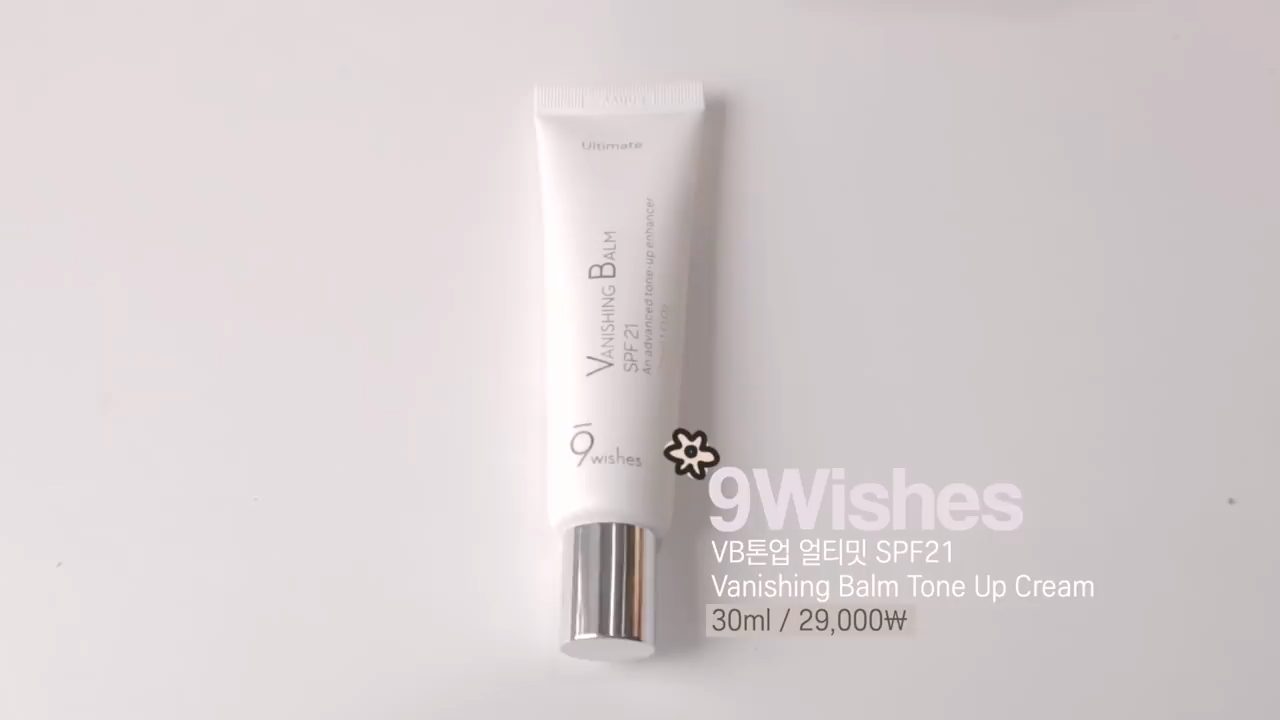 Ultimate
VANISHING BALM
SPF 21
An advanced tone-up enhancer
9wishes
9Wishes
VB톤업 얼티밋 SPF21
Vanishing Balm Tone Up Cream
30ml / 29,000₩